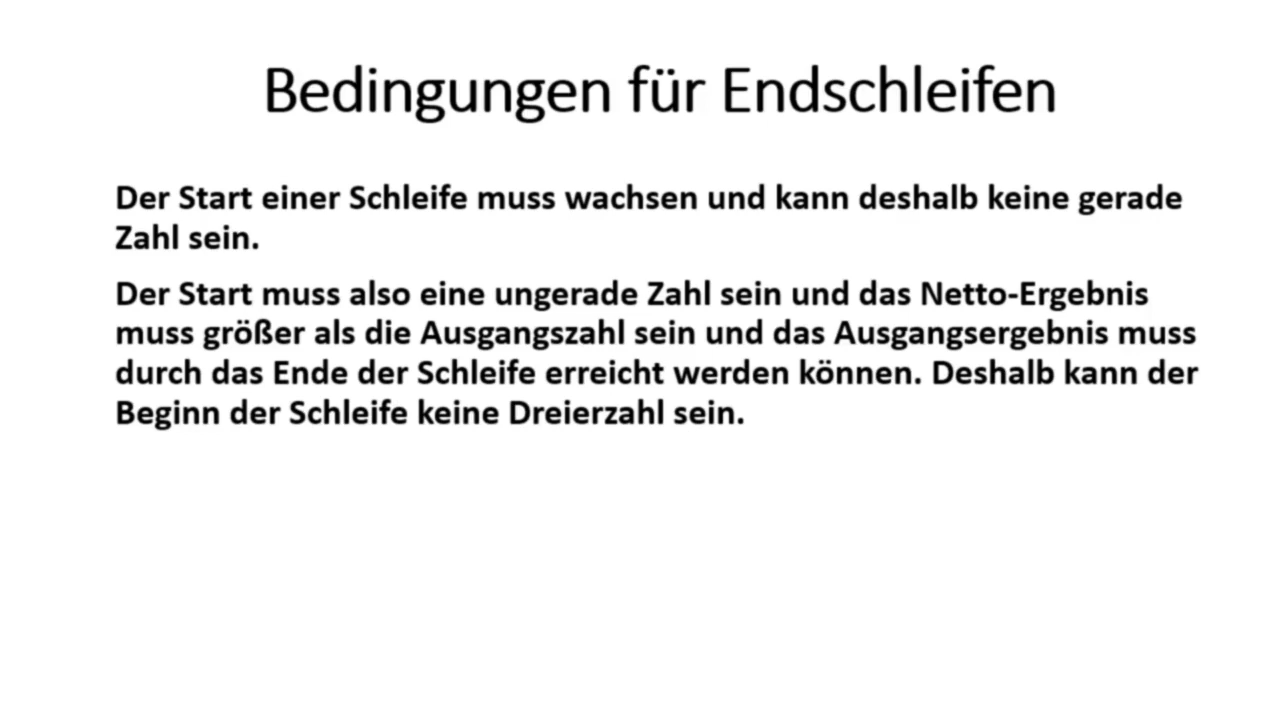 Bedingungen für Endschleifen
Der Start einer Schleife muss wachsen und kann deshalb keine gerade
Zahl sein.
Der Start muss also eine ungerade Zahl sein und das Netto-Ergebnis
muss größer als die Ausgangszahl sein und das Ausgangsergebnis muss
durch das Ende der Schleife erreicht werden können. Deshalb kann der
Beginn der Schleife keine Dreierzahl sein.